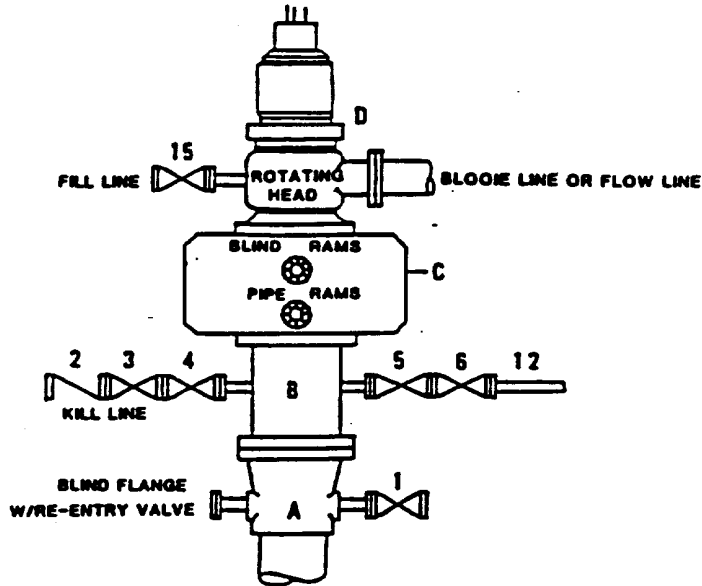 D
15
FILL LINE
ROTATING
HEAD
BLOOIE LINE OR FLOW LINE
BLIND RAMS
C
PIPE RAMS
2 3 4
5 6 12
B
KILL LINE
BLIND FLANGE
W/RE-ENTRY VALVE
1
A